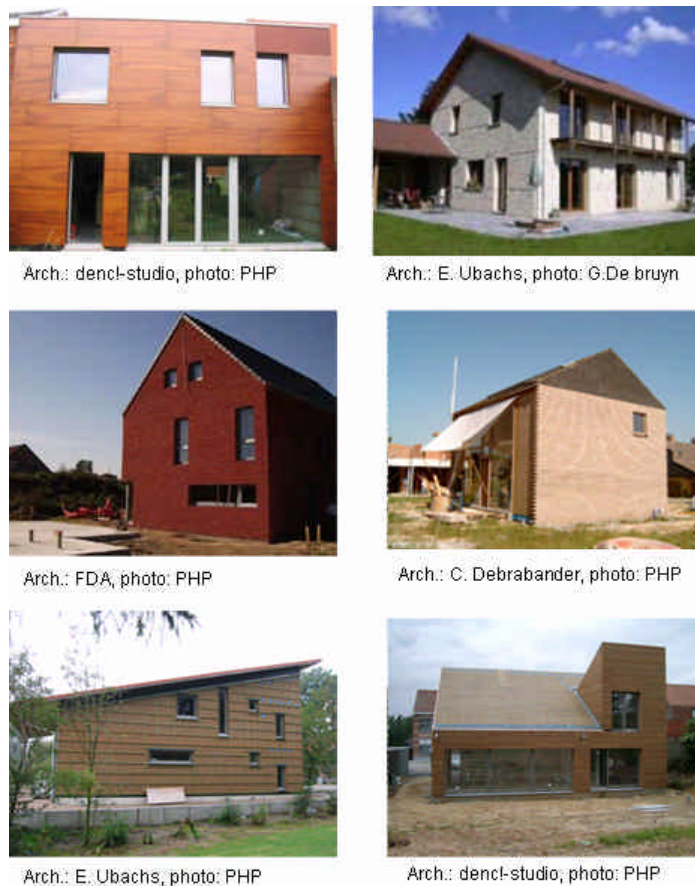 Arch.: dencl-studio, photo: PHP
Arch.: E. Ubachs, photo: G.De bruyn
Arch.: FDA, photo: PHP
Arch.: C. Debrabander, photo: PHP
Arch.: E. Ubachs, photo: PHP
Arch.: dencl-studio, photo: PHP